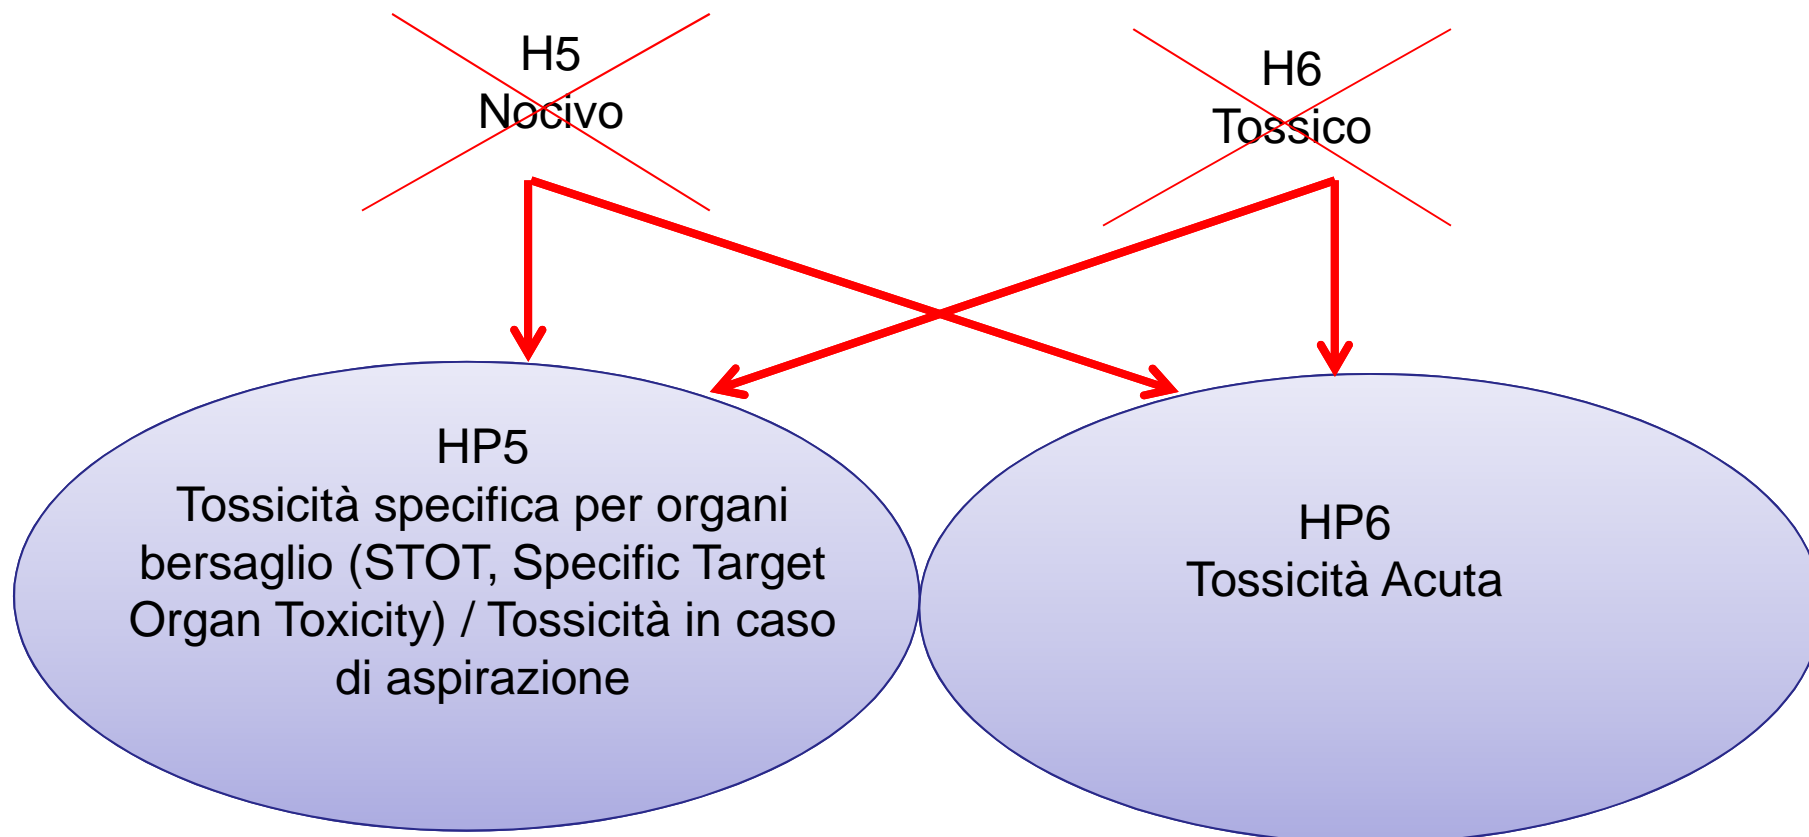 H5
Nocivo
H6
Tossico
HP5
Tossicità specifica per organi
bersaglio (STOT, Specific Target
Organ Toxicity) / Tossicità in caso
di aspirazione
HP6
Tossicità Acuta